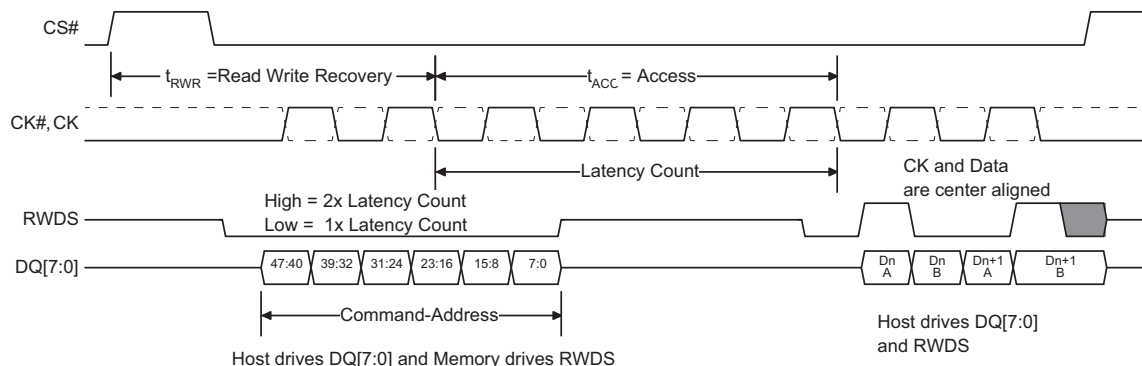 CS#
tRWR =Read Write Recovery
tACC = Access
CK#, CK
Latency Count
CK and Data
are center aligned
High = 2x Latency Count
Low = 1x Latency Count
RWDS
DQ[7:0]
47:40 39:32 31:24 23:16 15:8 7:0
Dn
A
Dn
B
Dn+1
A
Dn+1
B
Command-Address
Host drives DQ[7:0]
and RWDS
Host drives DQ[7:0] and Memory drives RWDS